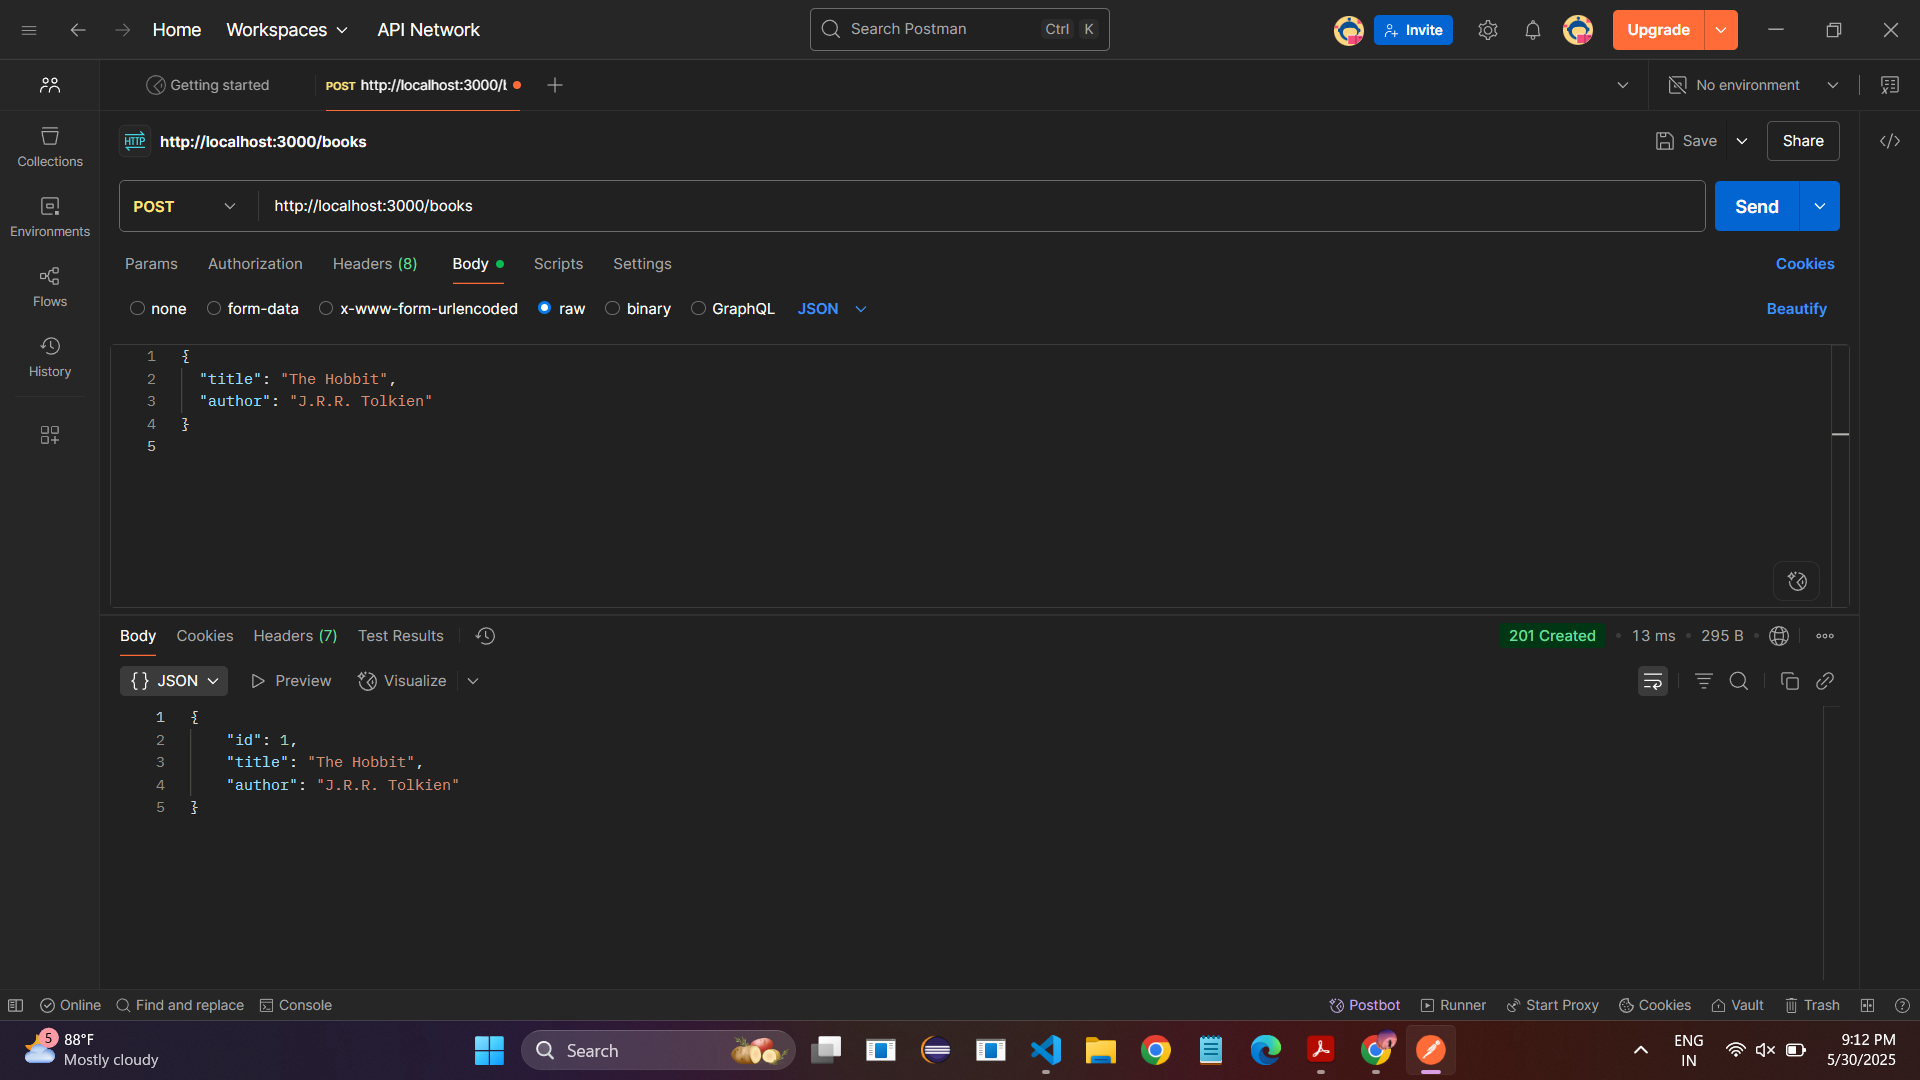 Home Workspaces API Network Search Postman Ctrl K Invite Upgrade
Getting started POST http://localhost:3000/b No environment
Collections
Environments
Flows
History
HTTP http://localhost:3000/books Save Share
POST http://localhost:3000/books Send
Params Authorization Headers (8) Body Scripts Settings Cookies
none form-data x-www-form-urlencoded raw binary GraphQL JSON Beautify
1 {
2 "title": "The Hobbit",
3 "author": "J.R.R. Tolkien"
4 }
5
Body Cookies Headers (7) Test Results 201 Created • 13 ms • 295 B •
{} JSON Preview Visualize
1 {
2 "id": 1,
3 "title": "The Hobbit",
4 "author": "J.R.R. Tolkien"
5 }
Online Find and replace Console Postbot Runner Start Proxy Cookies Vault Trash
5 88°F
Mostly cloudy
Search
ENG
IN
9:12 PM
5/30/2025